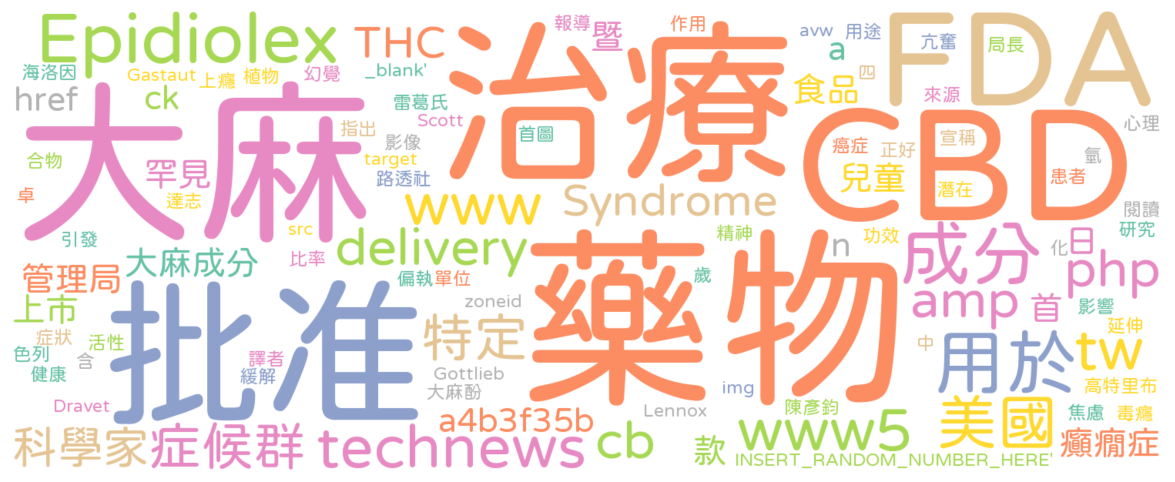 Epidiolex
THC
治療
報導
暨
作用
avw
用途
亢奮
局長
FDA
海洛因
Gastaut
上癮
植物
幻覺
_blank'
a
四
食品
來源
href
ck
雷葛氏
Scott
首圖
大麻
指出
影像
CBD
癌症
正好
宣稱
心理
合物
罕見
target
路透社
兒童
潛在
氫
患者
卓
達志
www
Syndrome
閱讀
引發
src
delivery
精神
n
功效
成分
化
日
研究
大麻成分
比率
藥物
php
管理局
偏執
單位
歲
上市
批准
zoneid
amp
首
影響
症狀
活性
特定
延伸
色列
含
譯者
用於
中
tw
健康
緩解
Gottlieb
大麻酚
img
高特里布
Dravet
a4b3f35b
Lennox
陳彥鈞
美國
焦慮
毒癮
科學家
症候群
technews
cb
款
www5
癲癇症
INSERT_RANDOM_NUMBER_HERE'